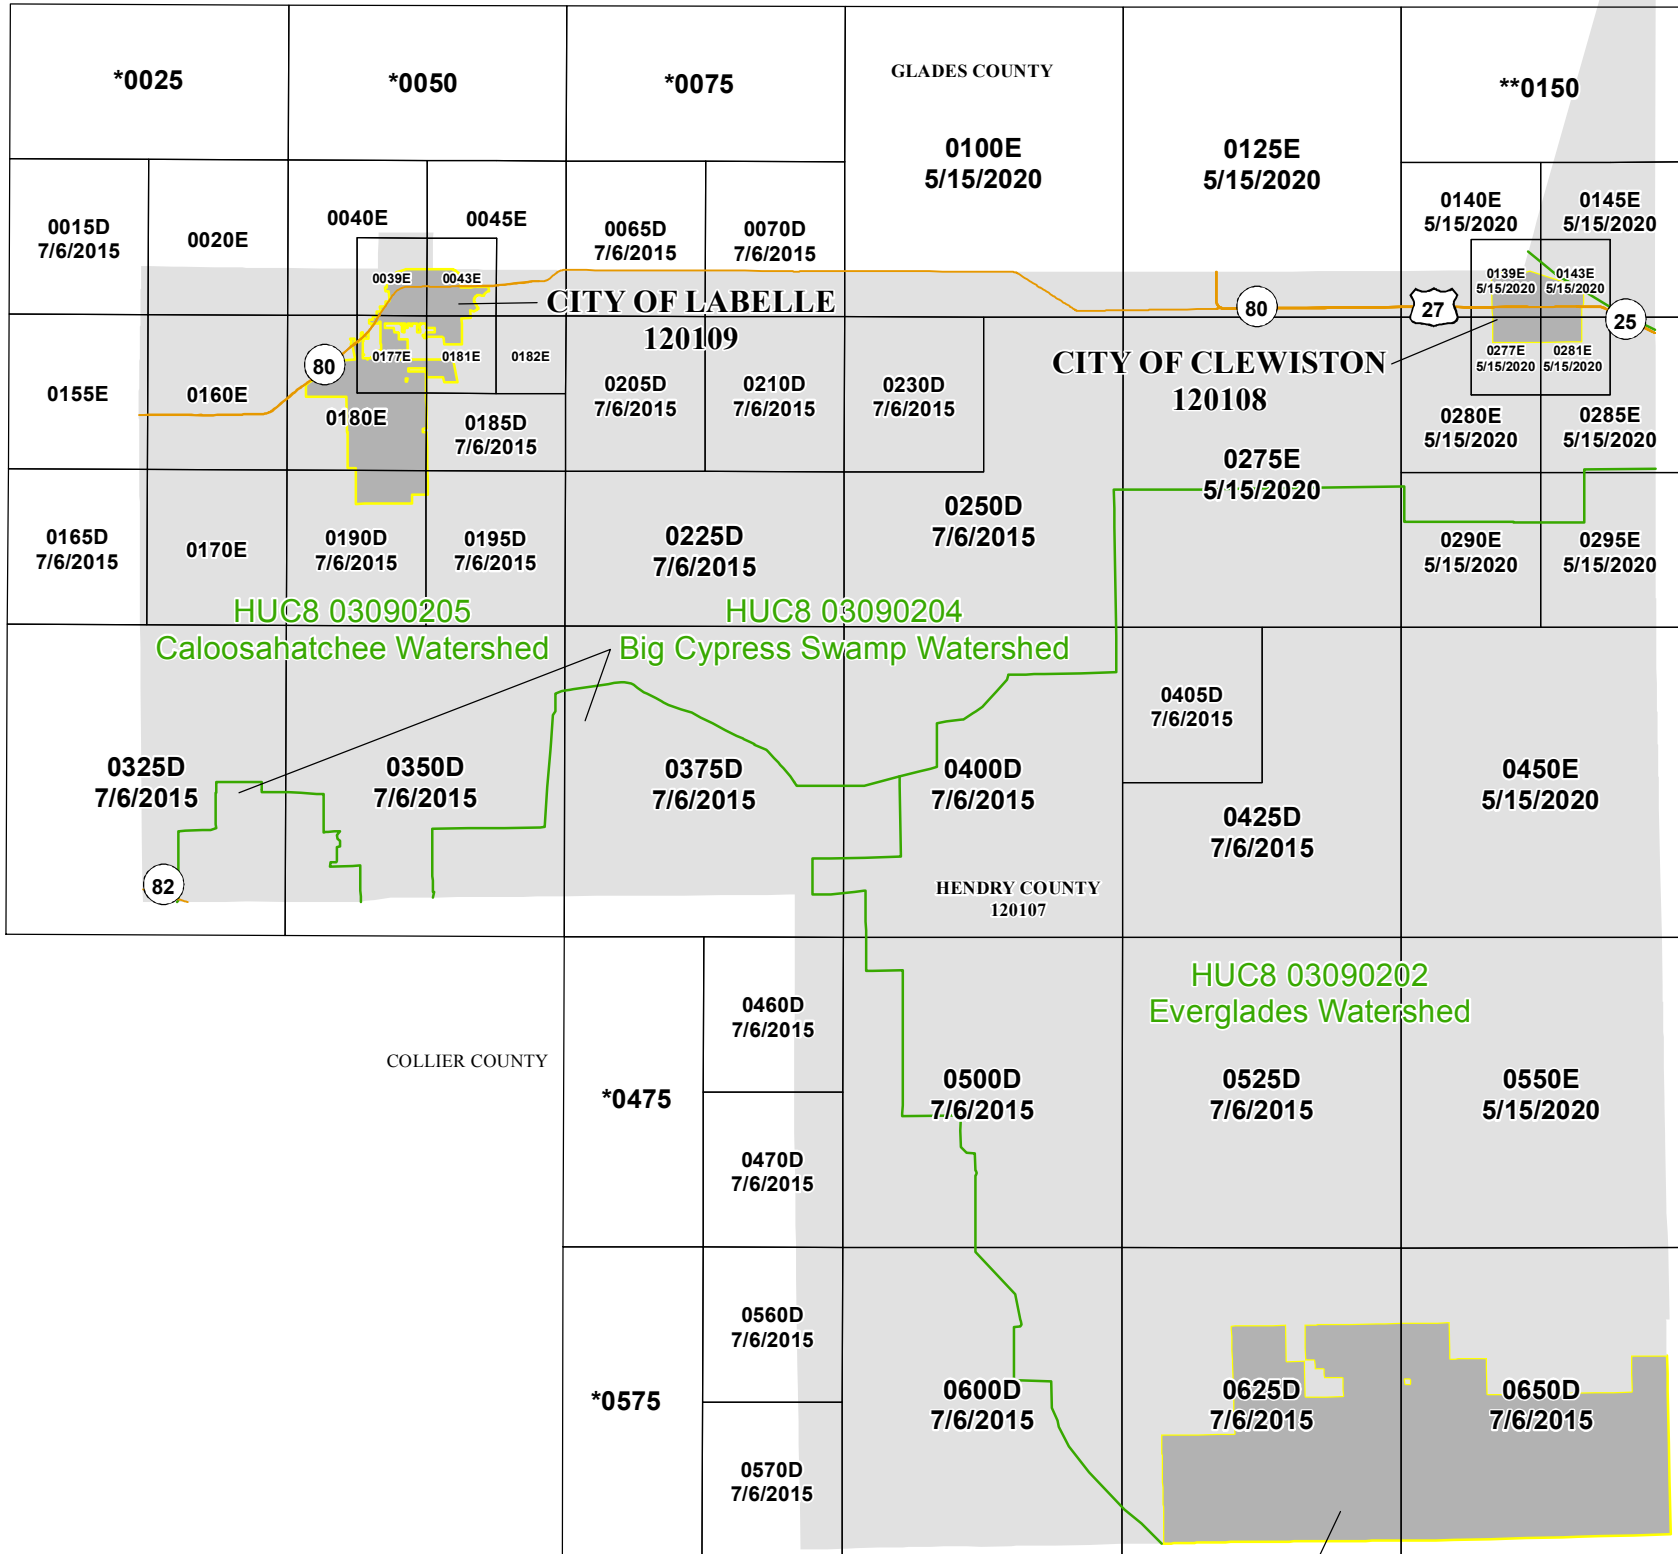 *0025
*0050
*0075
GLADES COUNTY
**0150
0100E
5/15/2020
0125E
5/15/2020
0015D
7/6/2015
0020E
0040E
0045E
0065D
7/6/2015
0070D
7/6/2015
0140E
5/15/2020
0145E
5/15/2020
0039E
0043E
0139E
5/15/2020
0143E
5/15/2020
CITY OF LABELLE
120109
80
27
25
80
0177E
0181E
0182E
0277E
5/15/2020
0281E
5/15/2020
CITY OF CLEWISTON
120108
0155E
0160E
0180E
0185D
7/6/2015
0205D
7/6/2015
0210D
7/6/2015
0230D
7/6/2015
0280E
5/15/2020
0285E
5/15/2020
0275E
5/15/2020
0165D
7/6/2015
0170E
0190D
7/6/2015
0195D
7/6/2015
0225D
7/6/2015
0250D
7/6/2015
0290E
5/15/2020
0295E
5/15/2020
HUC8 03090205
Caloosahatchee Watershed
HUC8 03090204
Big Cypress Swamp Watershed
0405D
7/6/2015
0325D
7/6/2015
0350D
7/6/2015
0375D
7/6/2015
0400D
7/6/2015
0425D
7/6/2015
0450E
5/15/2020
82
HENDRY COUNTY
120107
HUC8 03090202
Everglades Watershed
0460D
7/6/2015
COLLIER COUNTY
*0475
0470D
7/6/2015
0500D
7/6/2015
0525D
7/6/2015
0550E
5/15/2020
0560D
7/6/2015
*0575
0570D
7/6/2015
0600D
7/6/2015
0625D
7/6/2015
0650D
7/6/2015